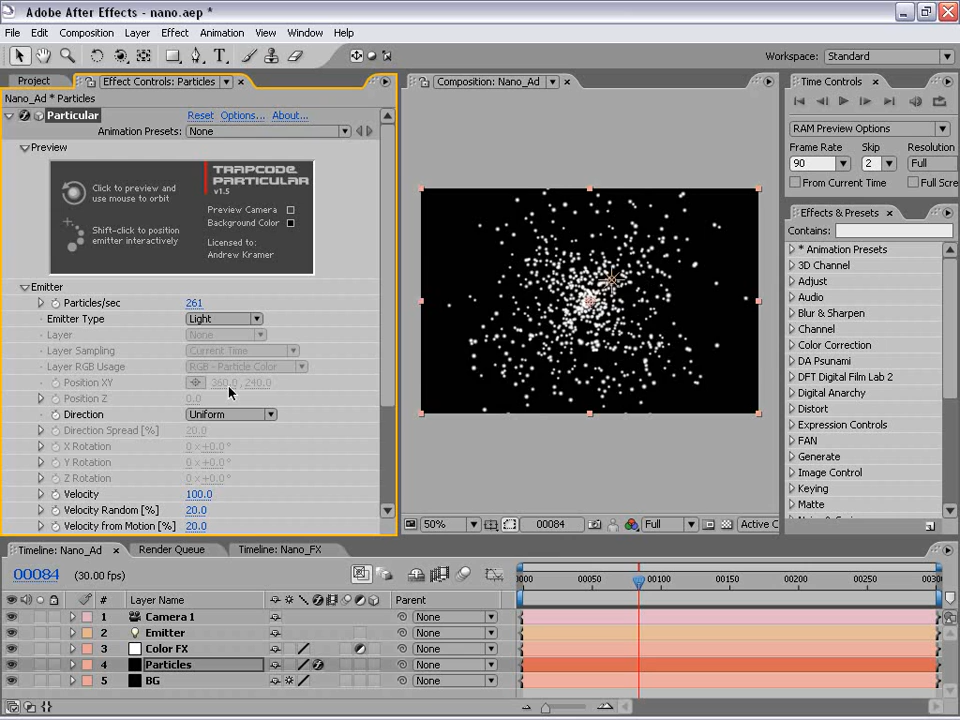 Adobe After Effects - nano.aep *
File Edit Composition Layer Effect Animation View Window Help
Workspace: Standard
Project Effect Controls: Particles
Composition: Nano_Ad
Time Controls
Nano_Ad * Particles
Particular Reset Options... About...
Animation Presets: None
Preview
Click to preview and
use mouse to orbit
Shift-click to position
emitter interactively
TRAPCODE
PARTICULAR
v1.5
Preview Camera
Background Color
Licensed to:
Andrew Kramer
Emitter
Particles/sec 261
Emitter Type Light
Layer None
Layer Sampling Current Time
Layer RGB Usage RGB - Particle Color
Position XY 360.0, 240.0
Position Z 0.0
Direction Uniform
Direction Spread [%] 20.0
X Rotation 0 x+0.0°
Y Rotation 0 x+0.0°
Z Rotation 0 x+0.0°
Velocity 100.0
Velocity Random [%] 20.0
Velocity from Motion [%] 20.0
50% 00084 Full Active C
RAM Preview Options
Frame Rate Skip Resolution
90 2 Full
From Current Time Full Scre
Effects & Presets
Contains:
* Animation Presets
3D Channel
Adjust
Audio
Blur & Sharpen
Channel
Color Correction
DA Psunami
DFT Digital Film Lab 2
Digital Anarchy
Distort
Expression Controls
FAN
Generate
Image Control
Keying
Matte
Timeline: Nano_Ad Render Queue Timeline: Nano_FX
00084 (30.00 fps)
0000 00050 00100 00150 00200 00250 0030
# Layer Name Parent
1 Camera 1 None
2 Emitter None
3 Color FX None
4 Particles None
5 BG None